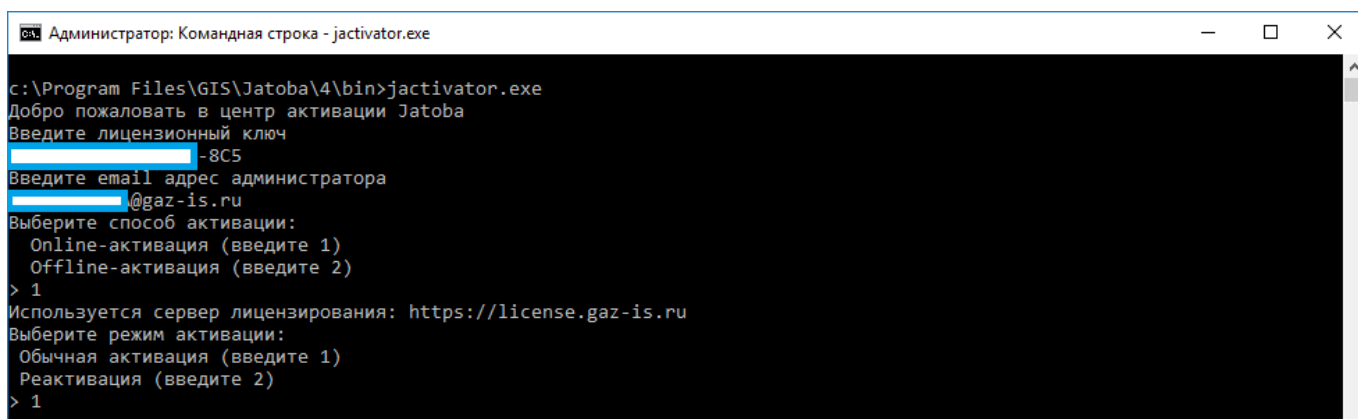 Администратор: Командная строка - jactivator.exe
c:\Program Files\GIS\Jatoba\4\bin>jactivator.exe
Добро пожаловать в центр активации Jatoba
Введите лицензионный ключ
-8C5
Введите email адрес администратора
@gaz-is.ru
Выберите способ активации:
Online-активация (введите 1)
Offline-активация (введите 2)
> 1
Используется сервер лицензирования: https://license.gaz-is.ru
Выберите режим активации:
Обычная активация (введите 1)
Реактивация (введите 2)
> 1